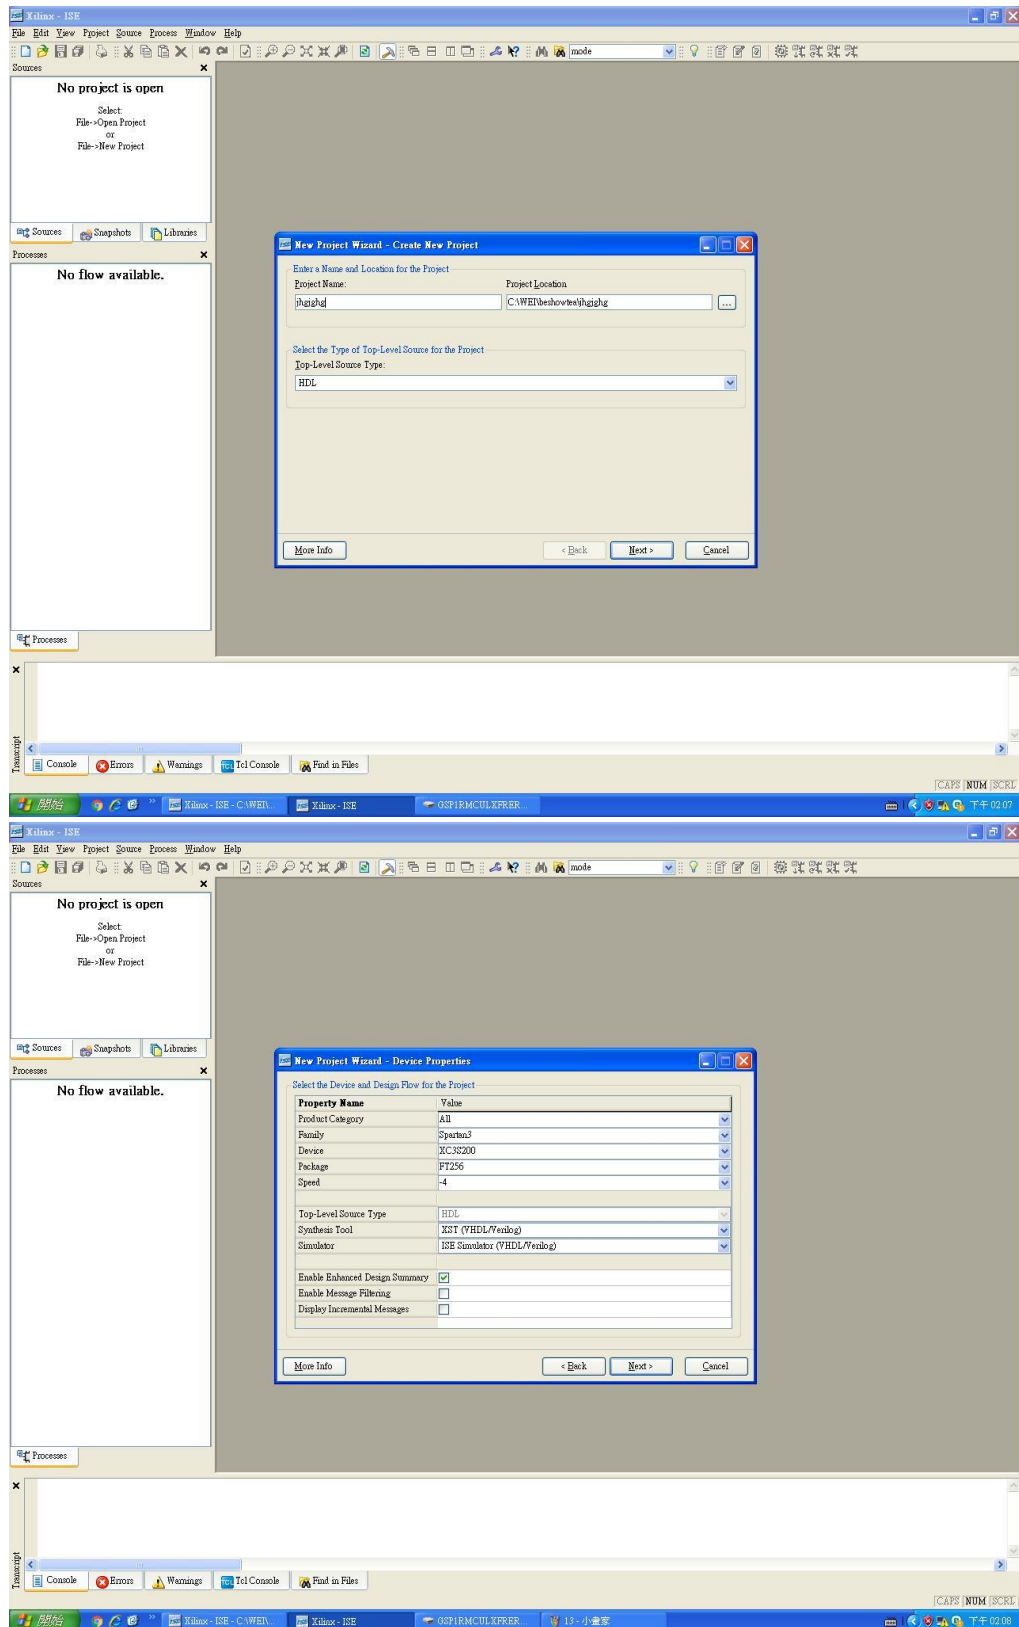 Xilinx - ISE
File Edit View Project Source Process Window Help
mode
Sources
No project is open
Select:
File->Open Project
or
File->New Project
Sources Snapshots Libraries
Processes
No flow available.
New Project Wizard - Create New Project
Enter a Name and Location for the Project
Project Name: Project Location
jhgjghg C:\WEI\beshowtea\jhgjghg ...
Select the Type of Top-Level Source for the Project
Top-Level Source Type:
HDL
More Info < Back Next > Cancel
Processes
Transcript
Console Errors Warnings Tcl Console Find in Files
CAPS NUM SCRL
開始 Xilinx - ISE - C:\WEI\... Xilinx - ISE GSP1RMCULXFRER... 下午 02:07
Xilinx - ISE
File Edit View Project Source Process Window Help
mode
Sources
No project is open
Select:
File->Open Project
or
File->New Project
Sources Snapshots Libraries
Processes
No flow available.
New Project Wizard - Device Properties
Select the Device and Design Flow for the Project
Property Name Value
Product Category All
Family Spartan3
Device XC3S200
Package FT256
Speed -4
Top-Level Source Type HDL
Synthesis Tool XST (VHDL/Verilog)
Simulator ISE Simulator (VHDL/Verilog)
Enable Enhanced Design Summary
Enable Message Filtering
Display Incremental Messages
More Info < Back Next > Cancel
Processes
Transcript
Console Errors Warnings Tcl Console Find in Files
CAPS NUM SCRL
開始 Xilinx - ISE - C:\WEI\... Xilinx - ISE GSP1RMCULXFRER... 13 - 小畫家 下午 02:08